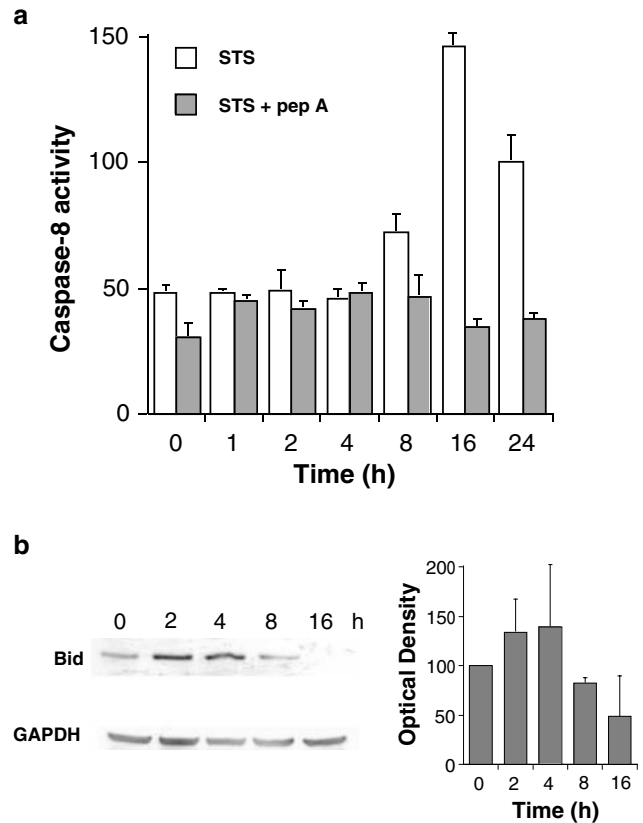 a
150
100
50
0
Caspase-8 activity
STS
STS + pep A
0 1 2 4 8 16 24
Time (h)
b
0 2 4 8 16 h
Bid
GAPDH
200
150
100
50
0
Optical Density
0 2 4 8 16
Time (h)